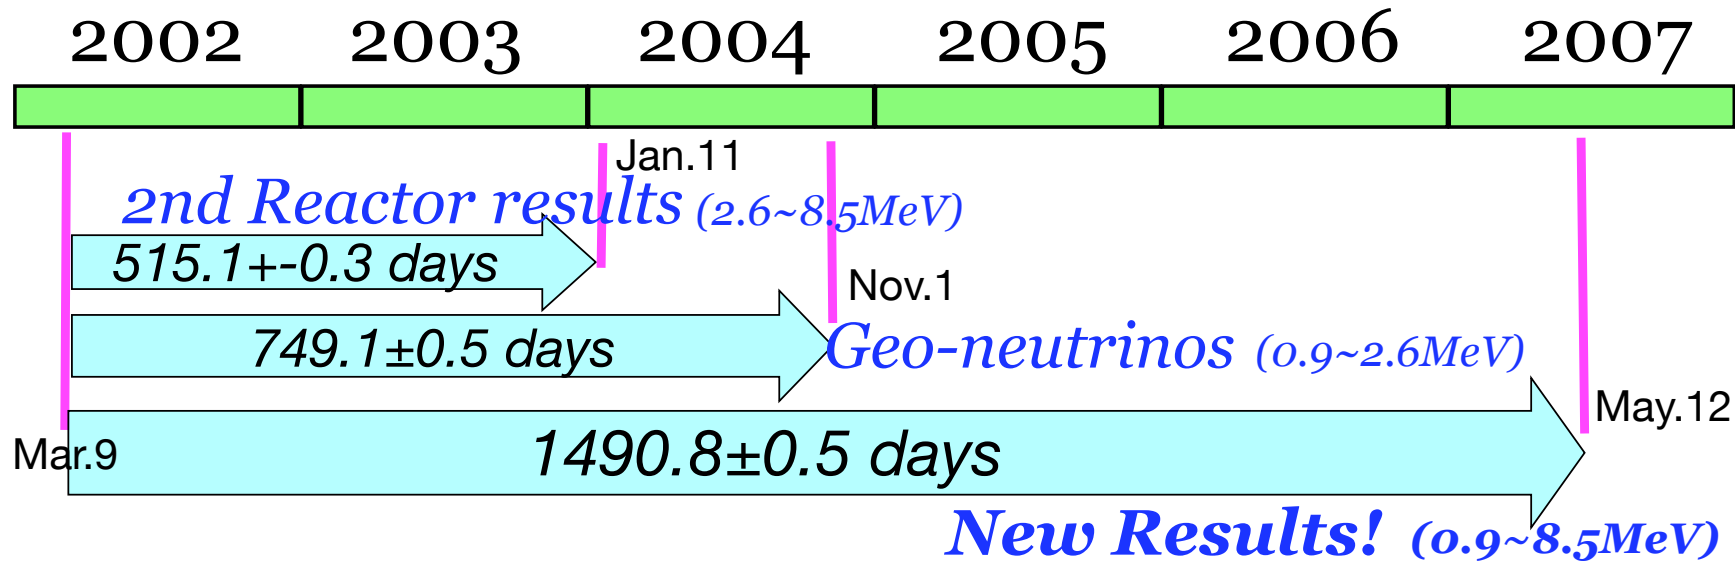 2002 2003 2004 2005 2006 2007
Jan.11
2nd Reactor results (2.6~8.5MeV)
515.1+-0.3 days
Nov.1
749.1±0.5 days
Geo-neutrinos (0.9~2.6MeV)
May.12
Mar.9
1490.8±0.5 days
New Results! (0.9~8.5MeV)